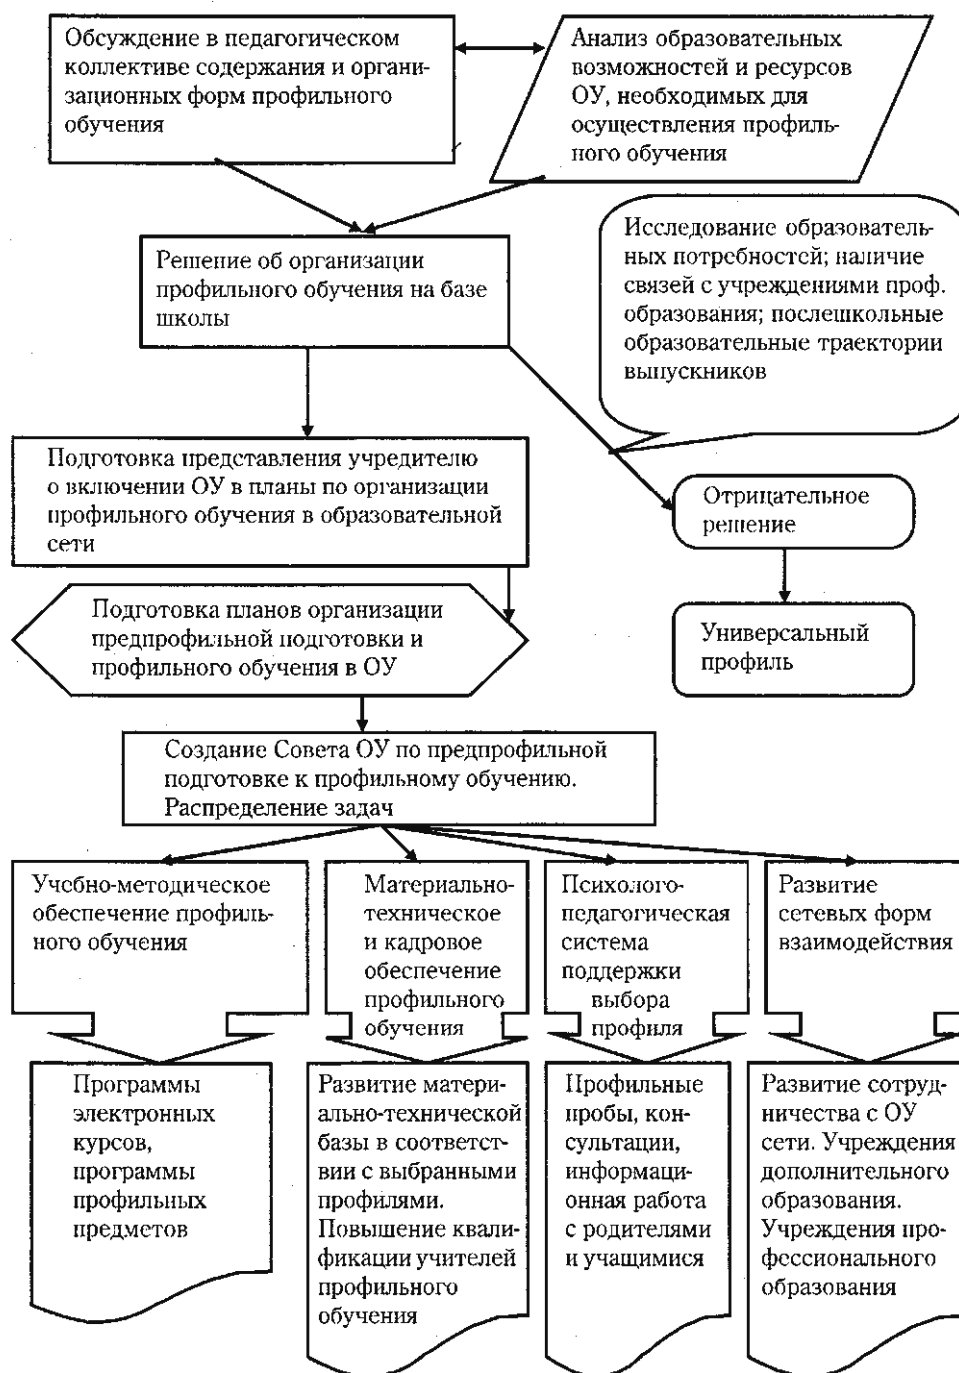 Обсуждение в педагогическом
коллективе содержания и органи-
зационных форм профильного
обучения
Анализ образовательных
возможностей и ресурсов
ОУ, необходимых для
осуществления профиль-
ного обучения
Исследование образователь-
ных потребностей; наличие
связей с учреждениями проф.
образования; послешкольные
образовательные траектории
выпускников
Решение об организации
профильного обучения на базе
школы
Подготовка представления учредителю
о включении ОУ в планы по организации
профильного обучения в образовательной
сети
Отрицательное
решение
Подготовка планов организации
предпрофильной подготовки и
профильного обучения в ОУ
Универсальный
профиль
Создание Совета ОУ по предпрофильной
подготовке к профильному обучению.
Распределение задач
Учебно-методическое
обеспечение профиль-
ного обучения
Материально-
техническое
и кадровое
обеспечение
профильного
обучения
Психолого-
педагогическая
система
поддержки
выбора
профиля
Развитие
сетевых форм
взаимодействия
Программы
электронных
курсов,
программы
профильных
предметов
Развитие матери-
ально-технической
базы в соответст-
вии с выбранными
профилями.
Повышение квали-
фикации учителей
профильного
обучения
Профильные
пробы, кон-
сультации,
информаци-
онная работа
с родителями
и учащимися
Развитие сотруд-
ничества с ОУ
сети. Учреждения
дополнительного
образования.
Учреждения про-
фессионального
образования